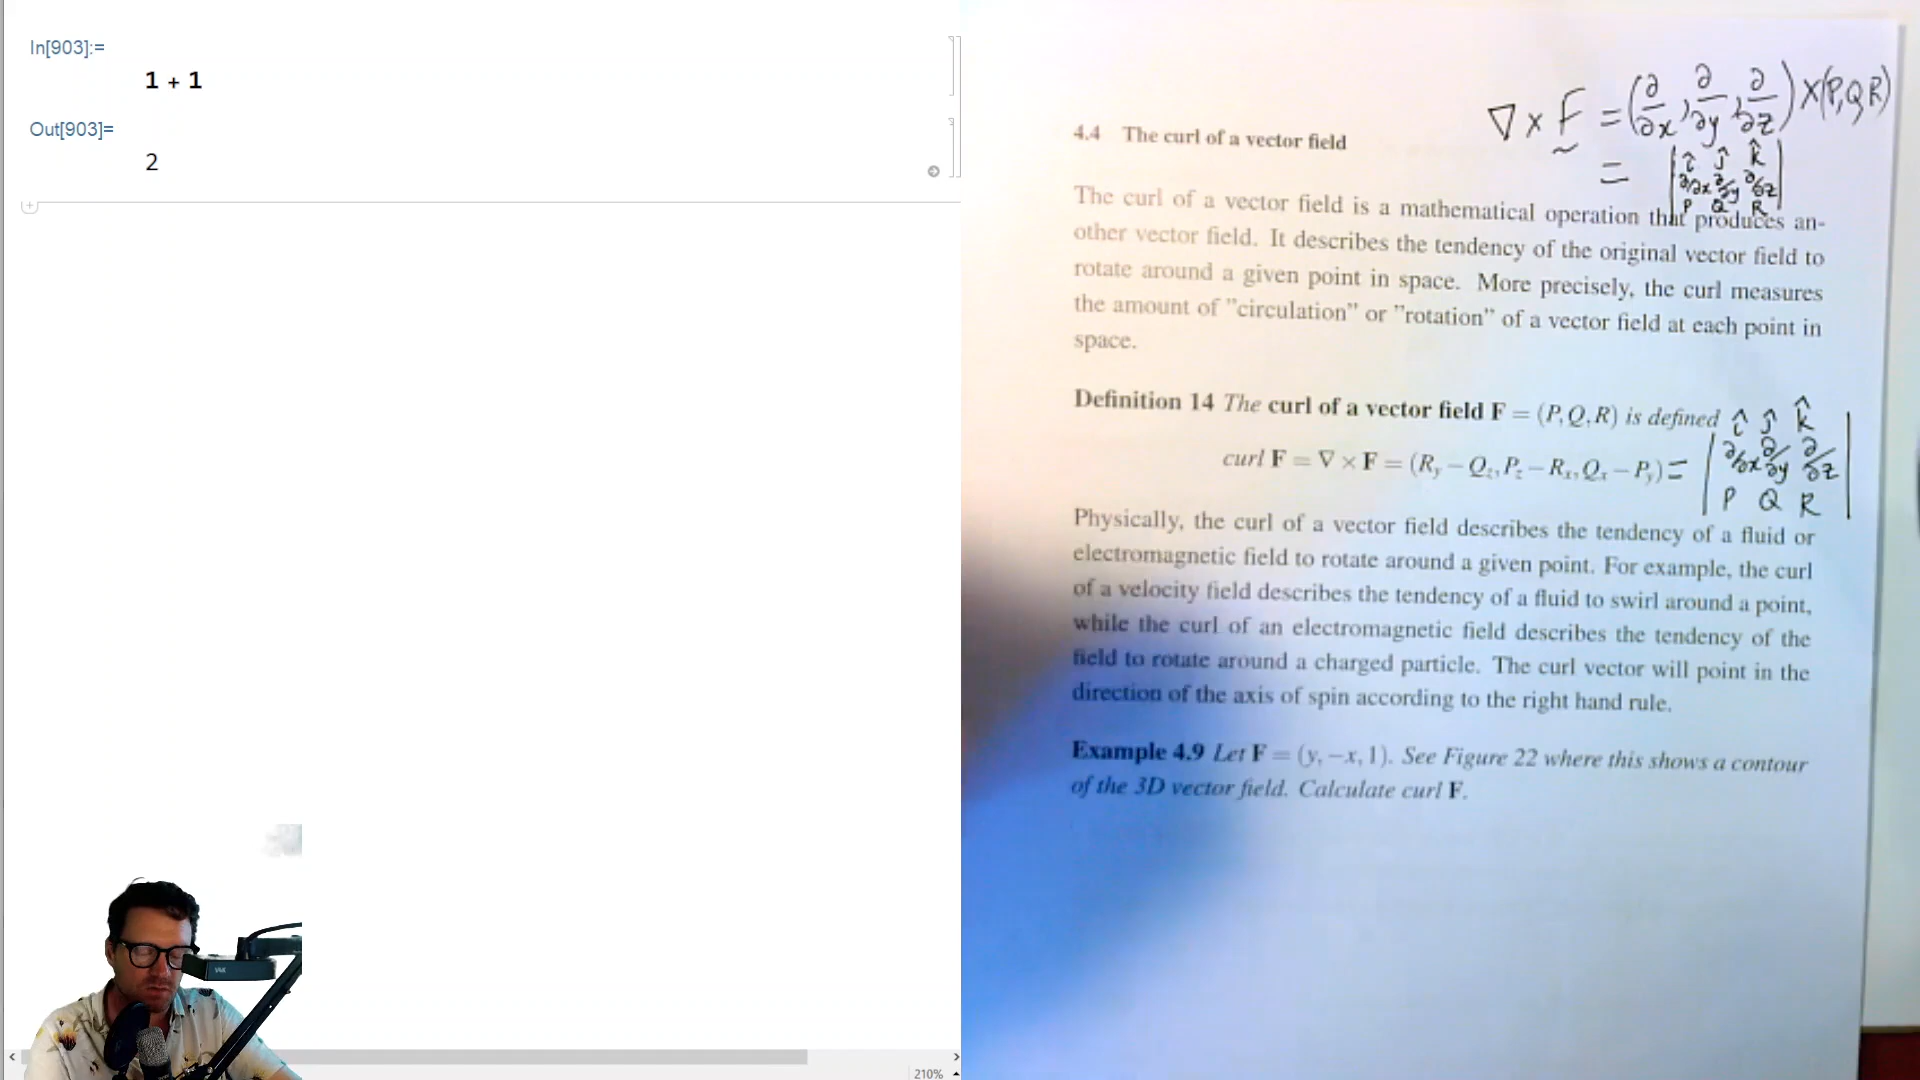 In[903]:=
1 + 1
Out[903]=
2
210%
V4K
∇ × F = (∂/∂x, ∂/∂y, ∂/∂z) × (P, Q, R)
= | î ĵ k̂ |
| ∂/∂x ∂/∂y ∂/∂z |
| P Q R |
4.4 The curl of a vector field
The curl of a vector field is a mathematical operation that produces an-
other vector field. It describes the tendency of the original vector field to
rotate around a given point in space. More precisely, the curl measures
the amount of "circulation" or "rotation" of a vector field at each point in
space.
Definition 14 The curl of a vector field F = (P, Q, R) is defined
curl F = ∇ × F = (R_y − Q_z, P_z − R_x, Q_x − P_y) =
| î ĵ k̂ |
| ∂/∂x ∂/∂y ∂/∂z |
| P Q R |
Physically, the curl of a vector field describes the tendency of a fluid or
electromagnetic field to rotate around a given point. For example, the curl
of a velocity field describes the tendency of a fluid to swirl around a point,
while the curl of an electromagnetic field describes the tendency of the
field to rotate around a charged particle. The curl vector will point in the
direction of the axis of spin according to the right hand rule.
Example 4.9 Let F = (y, −x, 1). See Figure 22 where this shows a contour
of the 3D vector field. Calculate curl F.